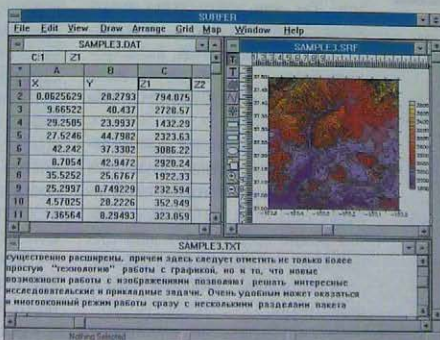 SURFER
File Edit View Draw Arrange Grid Map Window Help
SAMPLE3.DAT
C:1 Z1
A B C
1 X Y Z1 Z2
2 0.0625629 20.2793 794.075
3 9.66522 40.437 2728.57
4 29.2505 23.9937 1432.29
5 27.5246 44.7982 2323.63
6 42.242 37.3302 3086.22
7 8.7054 42.9472 2920.24
8 35.5252 25.6767 1922.33
9 25.2997 0.749229 232.594
10 4.57025 20.2226 352.949
11 7.36564 8.29493 323.059
SAMPLE3.SRF
SAMPLE3.TXT
существенно расширены, причем здесь следует отметить не только более
простую "технологию" работы с графикой, но и то, что новые
возможности работы с изображениями позволяют решать интересные
исследовательские и прикладные задачи. Очень удобным может оказаться
и многооконный режим работы сразу с несколькими разделами пакета
Nothing Selected